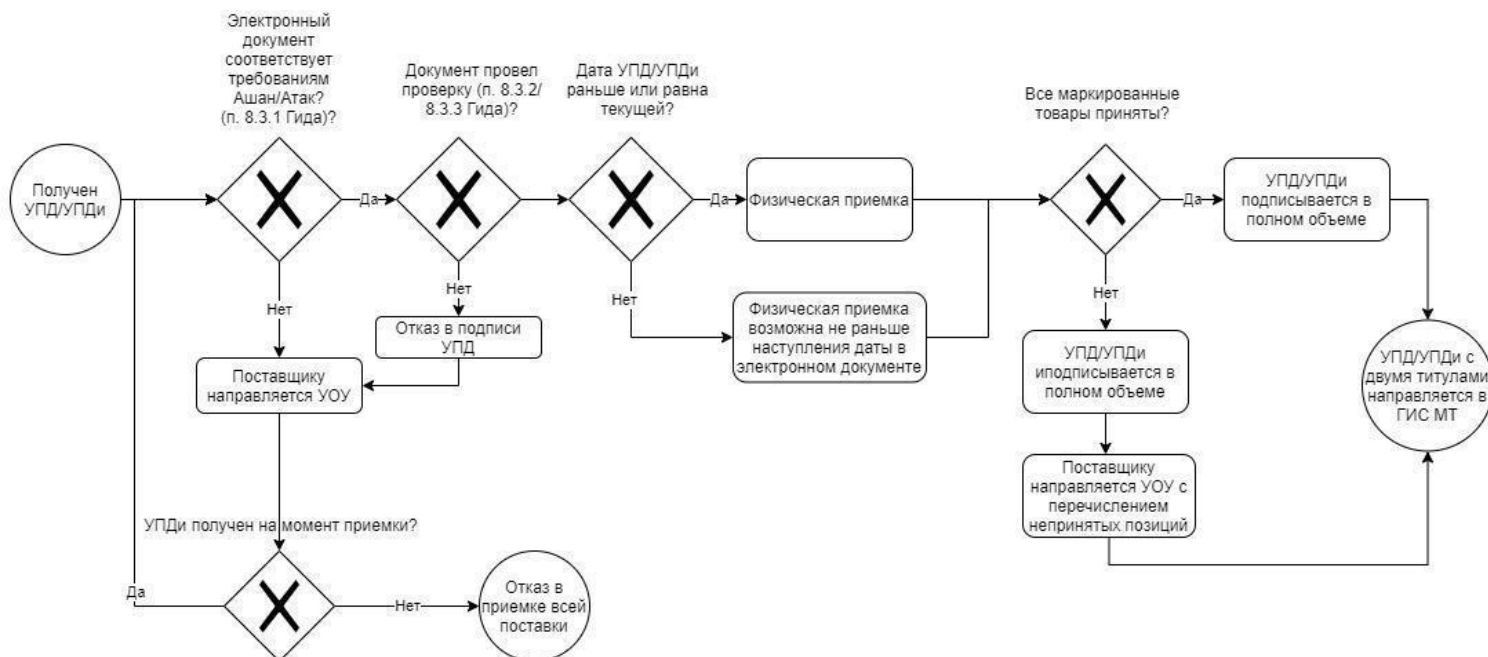 Электронный
документ
соответствует
требованиям
Ашан/Атак?
(п. 8.3.1 Гида)?
Документ провел
проверку (п. 8.3.2/
8.3.3 Гида)?
Дата УПД/УПДи
раньше или равна
текущей?
Все маркированные
товары приняты?
Получен
УПД/УПДи
Да
Да
Физическая приемка
Да
УПД/УПДи
подписывается в
полном объеме
Нет
Нет
Нет
Нет
Отказ в подписи
УПД
Физическая приемка
возможна не раньше
наступления даты в
электронном документе
УПД/УПДи
иподписывается в
полном объеме
УПД/УПДи с
двумя титулами
направляется в
ГИС МТ
Поставщику
направляется УОУ
Поставщику
направляется УОУ с
перечислением
непринятых позиций
УПДи получен на момент приемки?
Да
Нет
Отказ в
приемке всей
поставки